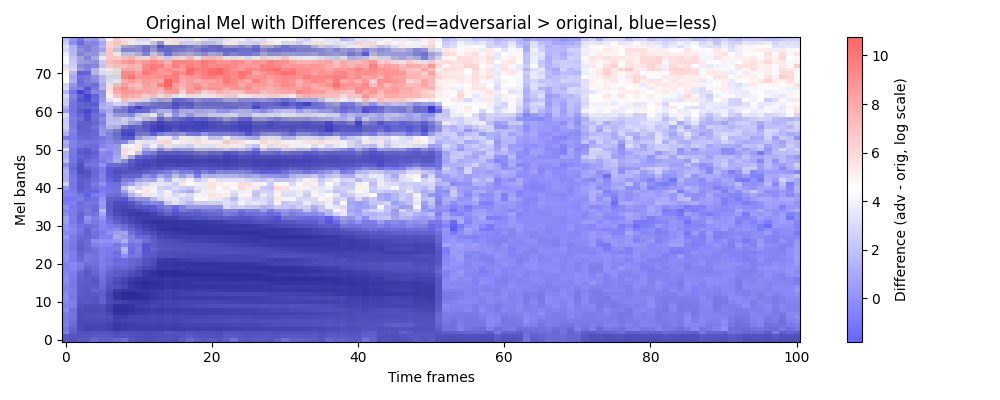 Original Mel with Differences (red=adversarial > original, blue=less)
Mel bands
70
60
50
40
30
20
10
0
0 20 40 60 80 100
Time frames
10
8
6
4
2
0
Difference (adv - orig, log scale)